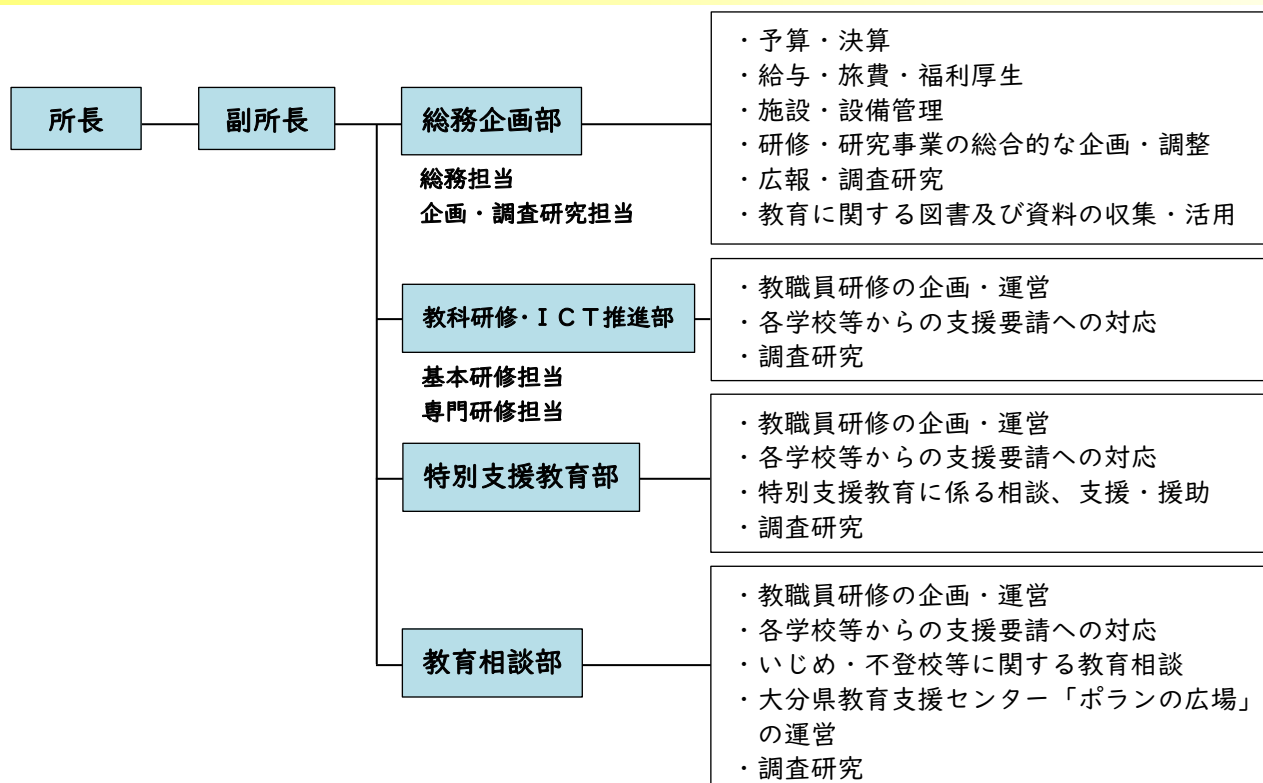 所長
副所長
総務企画部
総務担当
企画・調査研究担当
・予算・決算
・給与・旅費・福利厚生
・施設・設備管理
・研修・研究事業の総合的な企画・調整
・広報・調査研究
・教育に関する図書及び資料の収集・活用
教科研修・ＩＣＴ推進部
基本研修担当
専門研修担当
・教職員研修の企画・運営
・各学校等からの支援要請への対応
・調査研究
特別支援教育部
・教職員研修の企画・運営
・各学校等からの支援要請への対応
・特別支援教育に係る相談、支援・援助
・調査研究
教育相談部
・教職員研修の企画・運営
・各学校等からの支援要請への対応
・いじめ・不登校等に関する教育相談
・大分県教育支援センター「ポランの広場」
の運営
・調査研究